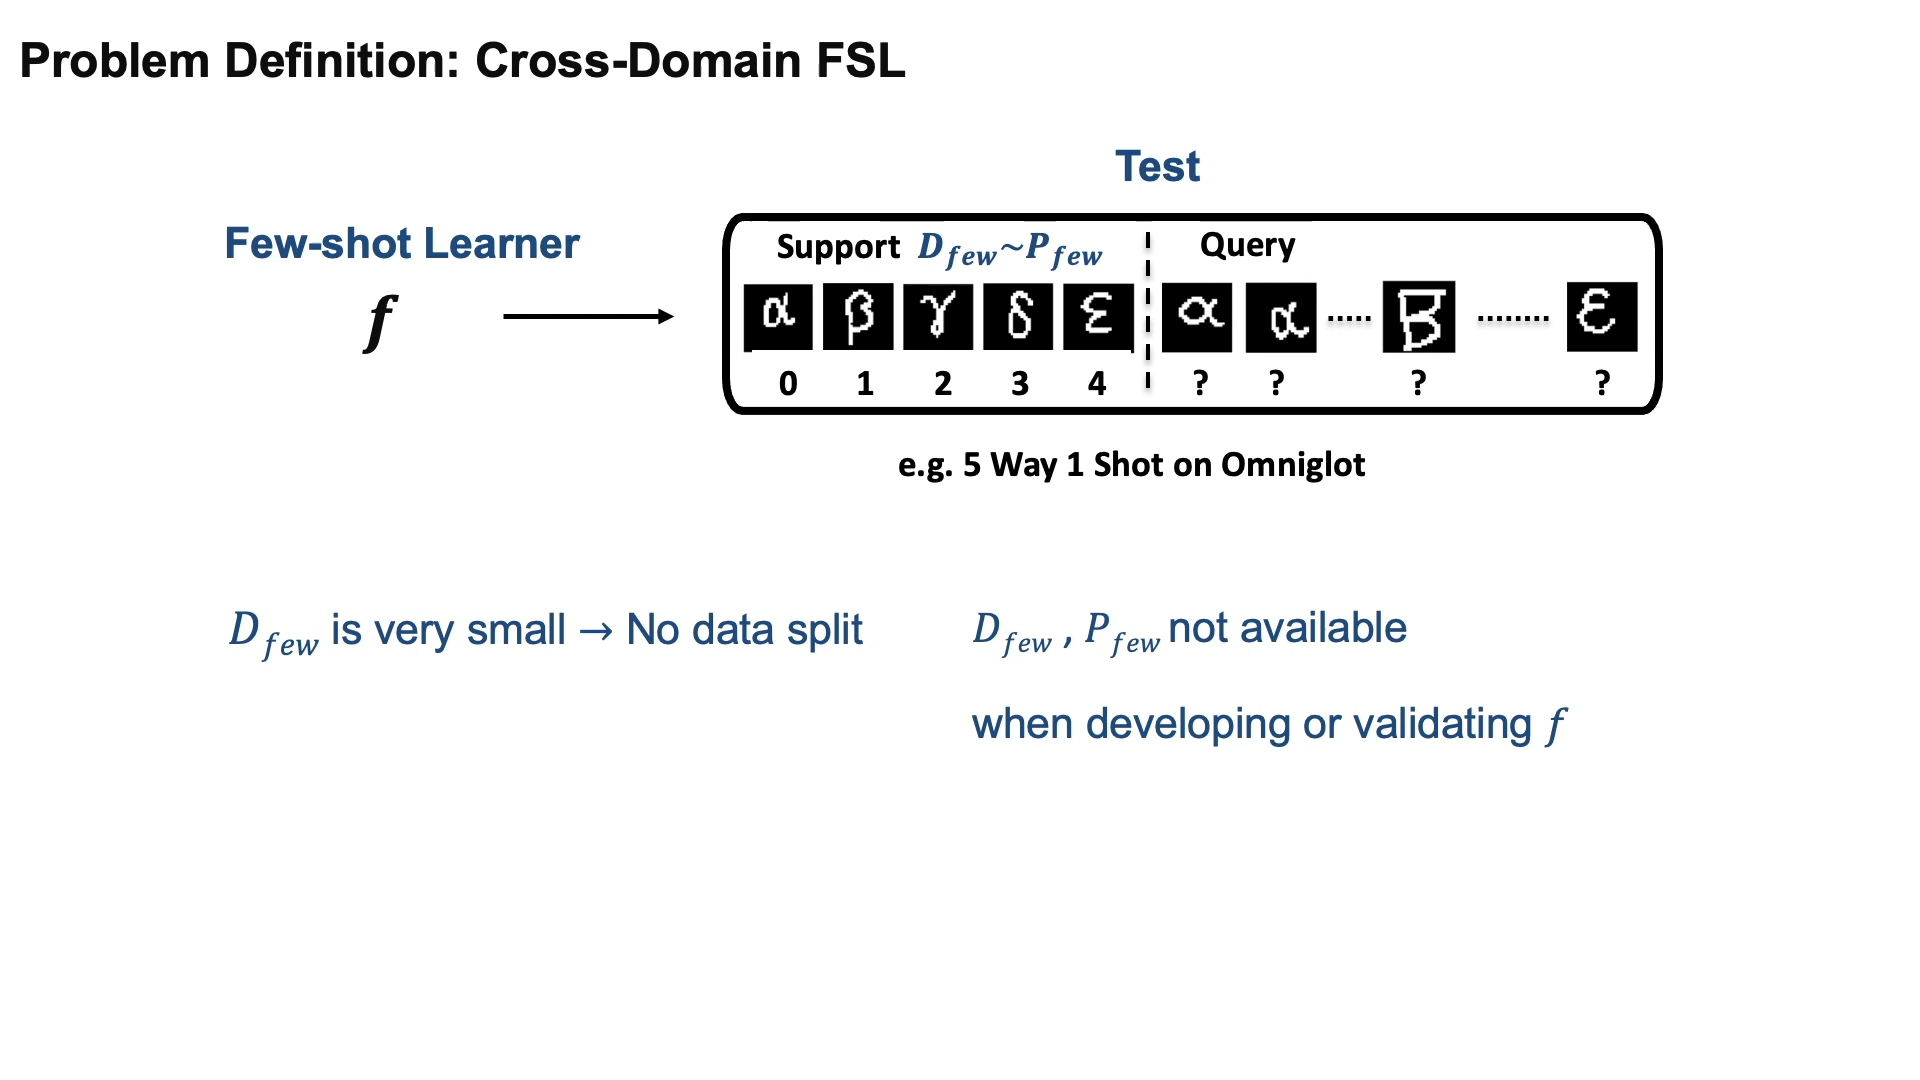 Problem Definition: Cross-Domain FSL
Test
Few-shot Learner
f
Support D_few~P_few Query
α β γ δ ε α α ..... B ........ ε
0 1 2 3 4 ? ? ? ?
e.g. 5 Way 1 Shot on Omniglot
D_few is very small → No data split
D_few , P_few not available
when developing or validating f